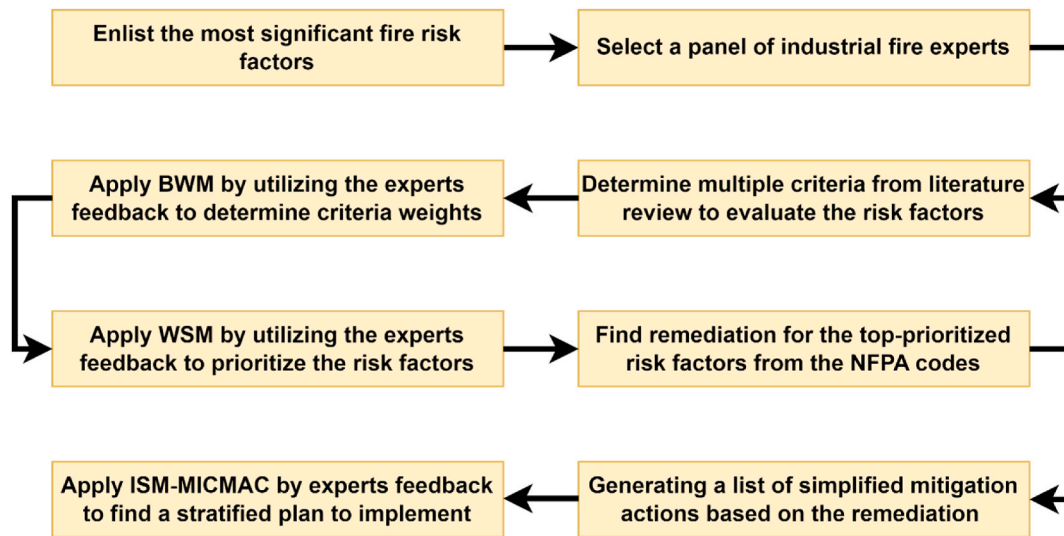 Enlist the most significant fire risk
factors
Select a panel of industrial fire experts
Determine multiple criteria from literature
review to evaluate the risk factors
Apply BWM by utilizing the experts
feedback to determine criteria weights
Apply WSM by utilizing the experts
feedback to prioritize the risk factors
Find remediation for the top-prioritized
risk factors from the NFPA codes
Generating a list of simplified mitigation
actions based on the remediation
Apply ISM-MICMAC by experts feedback
to find a stratified plan to implement